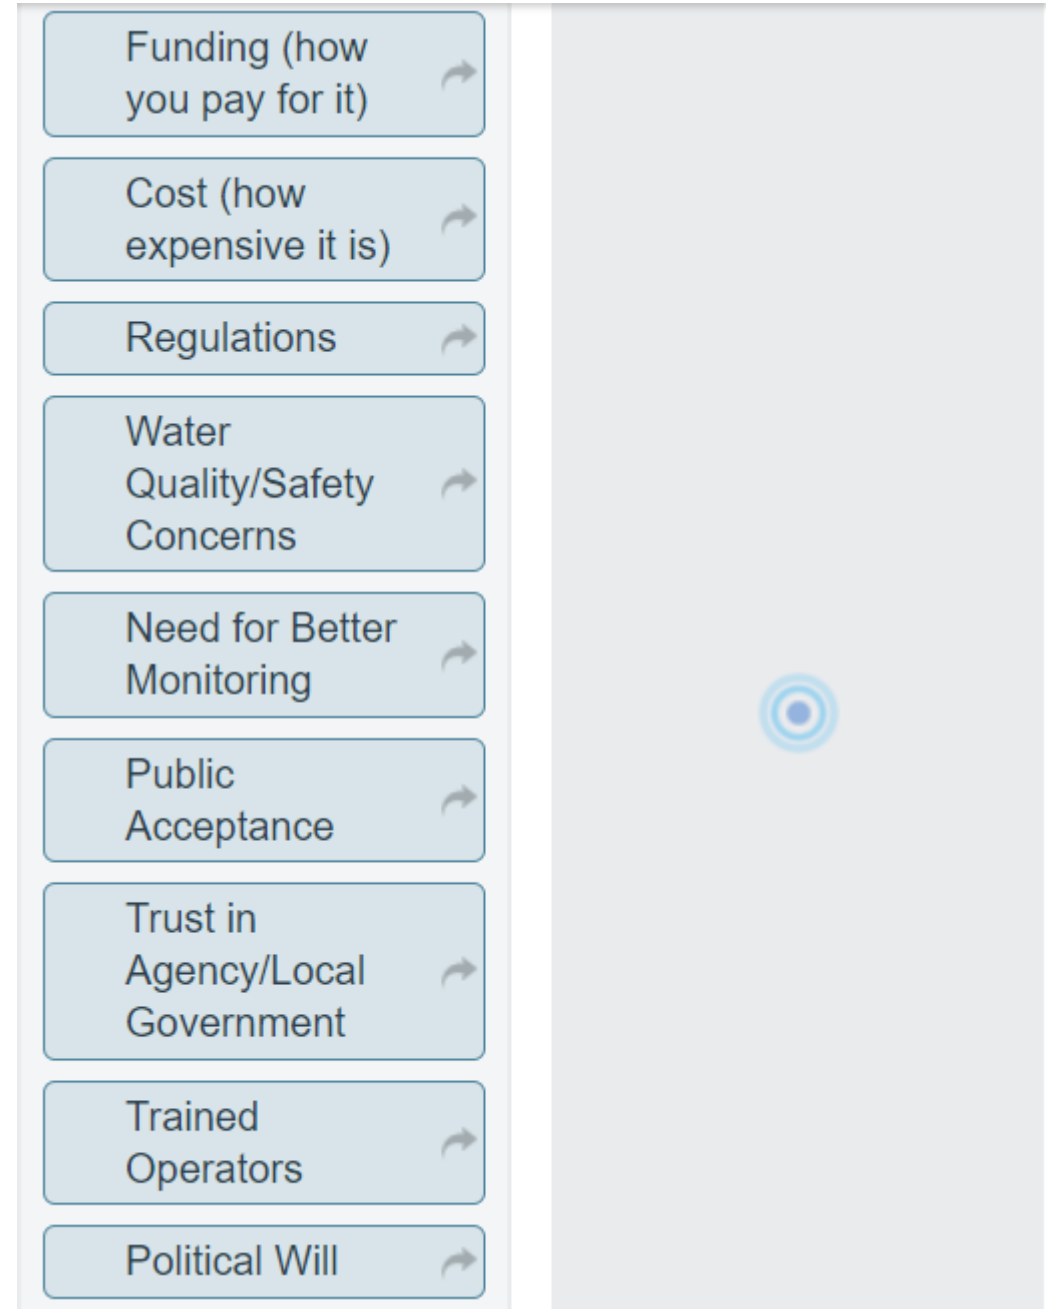 Funding (how
you pay for it)
Cost (how
expensive it is)
Regulations
Water
Quality/Safety
Concerns
Need for Better
Monitoring
Public
Acceptance
Trust in
Agency/Local
Government
Trained
Operators
Political Will